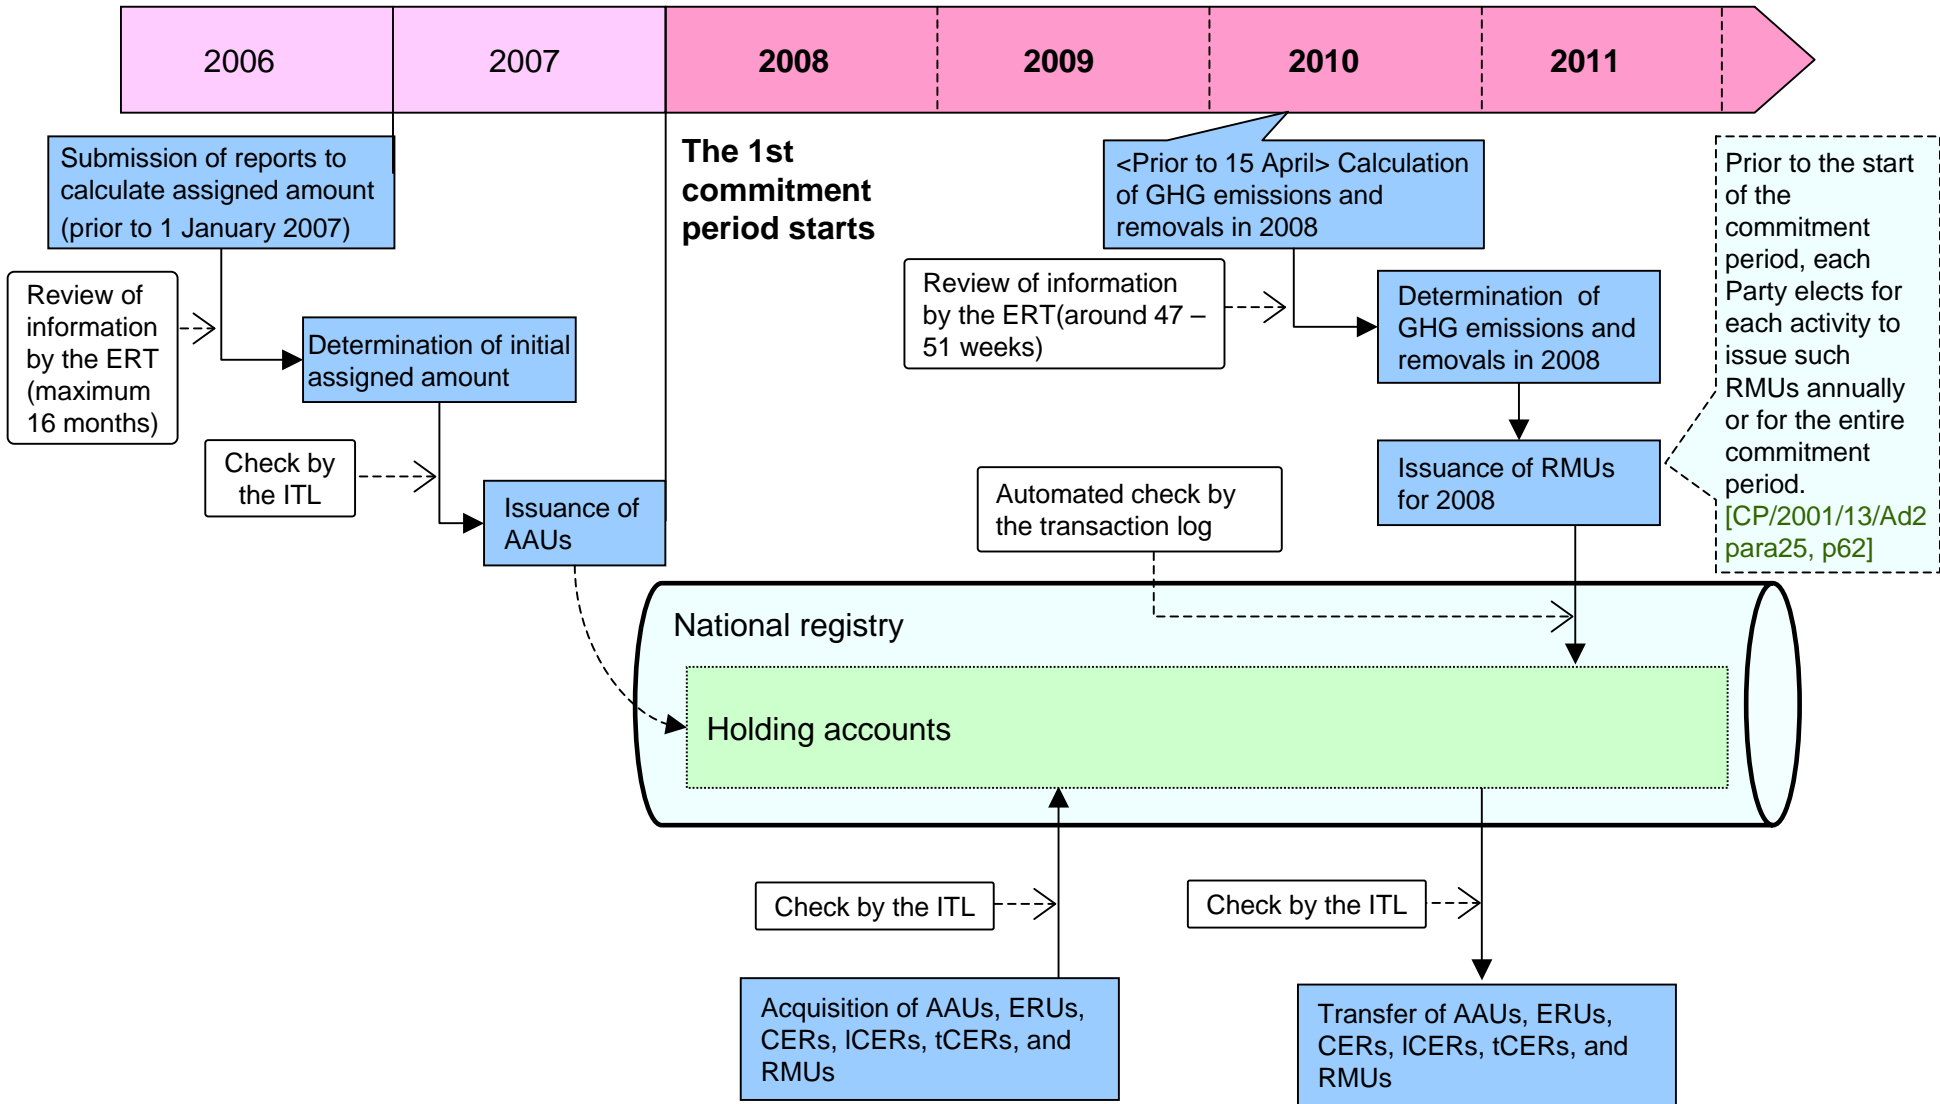 2006
2007
2008
2009
2010
2011
Submission of reports to
calculate assigned amount
(prior to 1 January 2007)
The 1st
commitment
period starts
<Prior to 15 April> Calculation
of GHG emissions and
removals in 2008
Prior to the start
of the
commitment
period, each
Party elects for
each activity to
issue such
RMUs annually
or for the entire
commitment
period.
[CP/2001/13/Ad2
para25, p62]
Review of
information
by the ERT
(maximum
16 months)
Determination of initial
assigned amount
Review of information
by the ERT(around 47 –
51 weeks)
Determination of
GHG emissions and
removals in 2008
Check by
the ITL
Issuance of
AAUs
Automated check by
the transaction log
Issuance of RMUs
for 2008
National registry
Holding accounts
Check by the ITL
Check by the ITL
Acquisition of AAUs, ERUs,
CERs, lCERs, tCERs, and
RMUs
Transfer of AAUs, ERUs,
CERs, lCERs, tCERs, and
RMUs